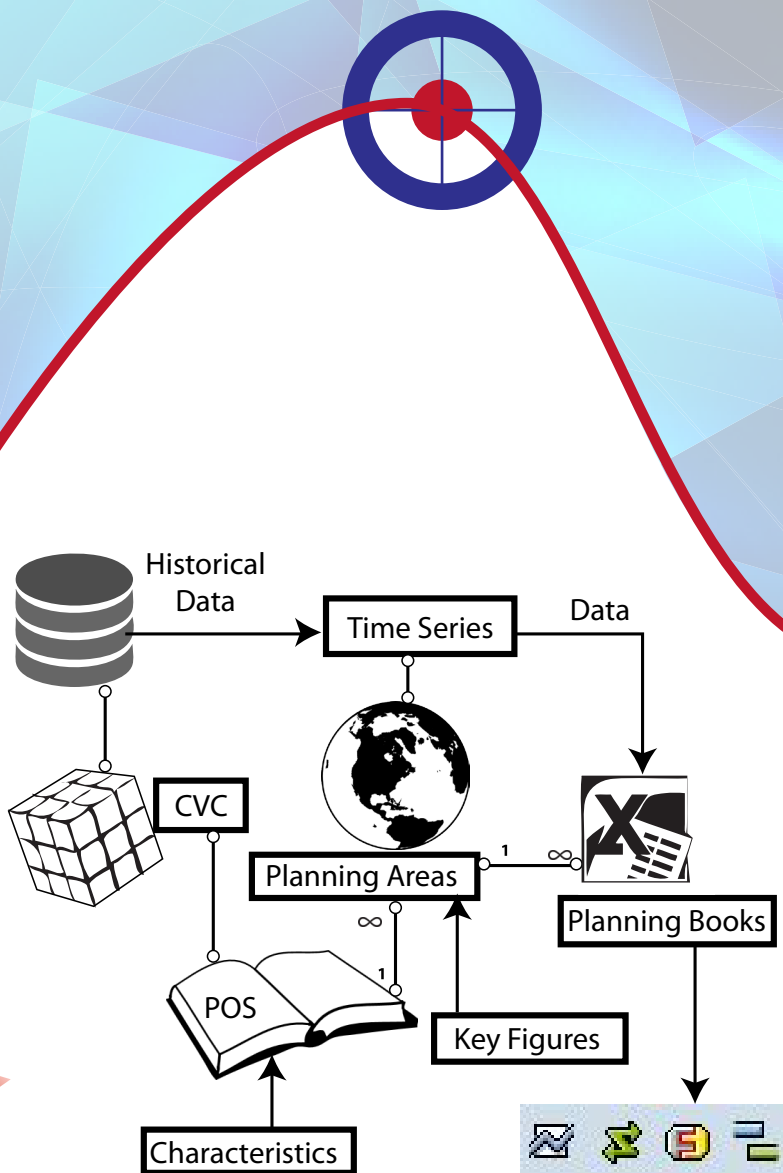 Historical
Data
Time Series
Data
CVC
1
∞
Planning Areas
Planning Books
∞
1
POS
Key Figures
Characteristics